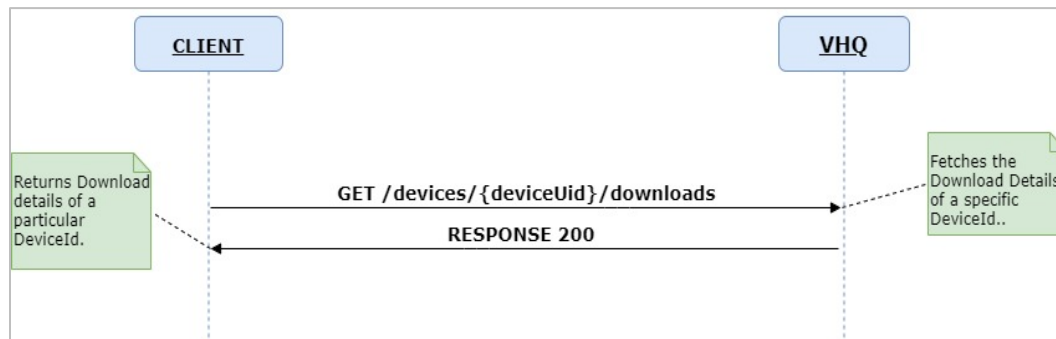 CLIENT
VHQ
Returns Download
details of a
particular
DeviceId.
GET /devices/{deviceUid}/downloads
RESPONSE 200
Fetches the
Download Details
of a specific
DeviceId..